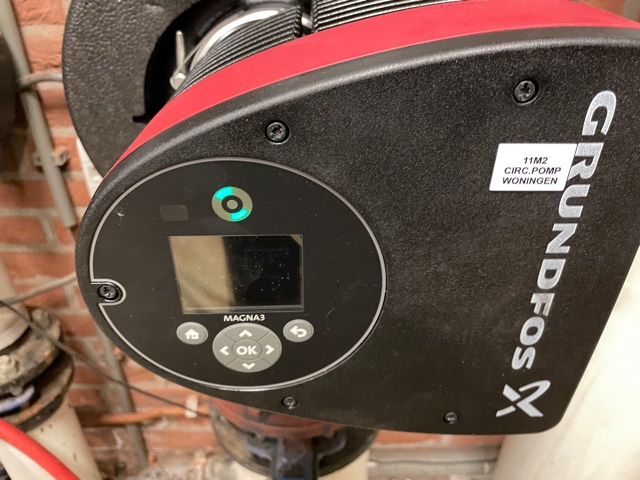 GRUNDFOS
11M2
CIRC.POMP
WONINGEN
MAGNA3
OK